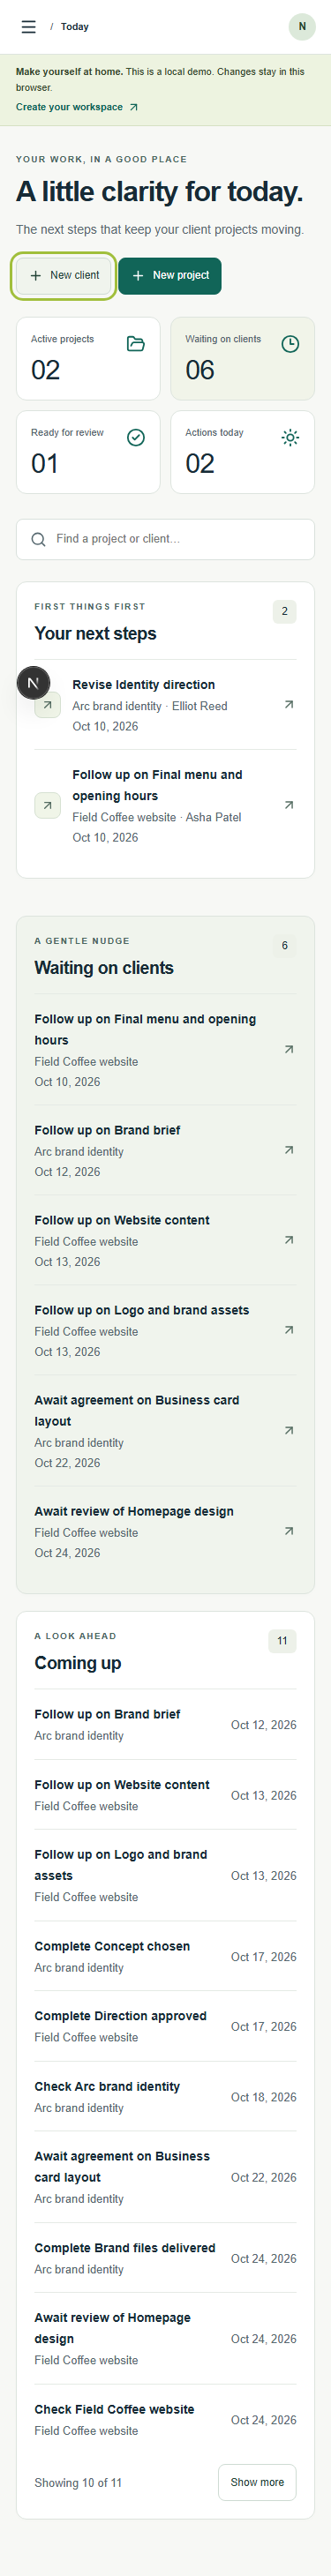 / Today
N
Make yourself at home. This is a local demo. Changes stay in this
browser.
Create your workspace
YOUR WORK, IN A GOOD PLACE
A little clarity for today.
The next steps that keep your client projects moving.
New client
New project
Active projects
02
Waiting on clients
06
Ready for review
01
Actions today
02
Find a project or client...
FIRST THINGS FIRST
2
Your next steps
N
Revise Identity direction
Arc brand identity · Elliot Reed
Oct 10, 2026
Follow up on Final menu and
opening hours
Field Coffee website · Asha Patel
Oct 10, 2026
A GENTLE NUDGE
6
Waiting on clients
Follow up on Final menu and opening
hours
Field Coffee website
Oct 10, 2026
Follow up on Brand brief
Arc brand identity
Oct 12, 2026
Follow up on Website content
Field Coffee website
Oct 13, 2026
Follow up on Logo and brand assets
Field Coffee website
Oct 13, 2026
Await agreement on Business card
layout
Arc brand identity
Oct 22, 2026
Await review of Homepage design
Field Coffee website
Oct 24, 2026
A LOOK AHEAD
11
Coming up
Follow up on Brand brief
Arc brand identity
Oct 12, 2026
Follow up on Website content
Field Coffee website
Oct 13, 2026
Follow up on Logo and brand
assets
Field Coffee website
Oct 13, 2026
Complete Concept chosen
Arc brand identity
Oct 17, 2026
Complete Direction approved
Field Coffee website
Oct 17, 2026
Check Arc brand identity
Arc brand identity
Oct 18, 2026
Await agreement on Business
card layout
Arc brand identity
Oct 22, 2026
Complete Brand files delivered
Arc brand identity
Oct 24, 2026
Await review of Homepage
design
Field Coffee website
Oct 24, 2026
Check Field Coffee website
Field Coffee website
Oct 24, 2026
Showing 10 of 11
Show more